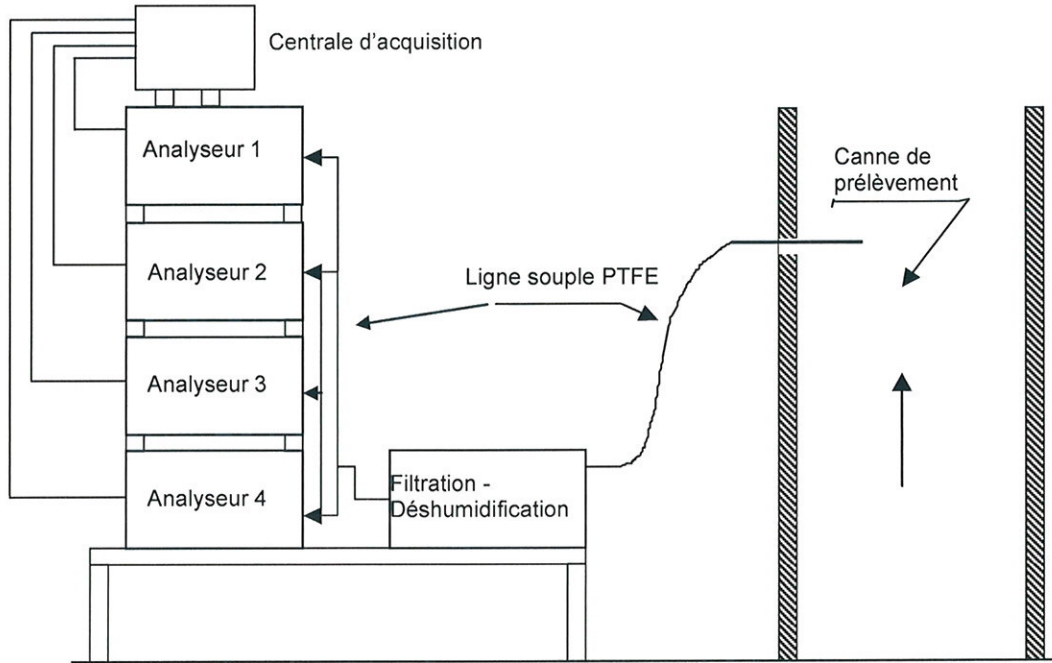 Centrale d'acquisition
Analyseur 1
Canne de
prélèvement
Analyseur 2
Ligne souple PTFE
Analyseur 3
Analyseur 4
Filtration -
Déshumidification